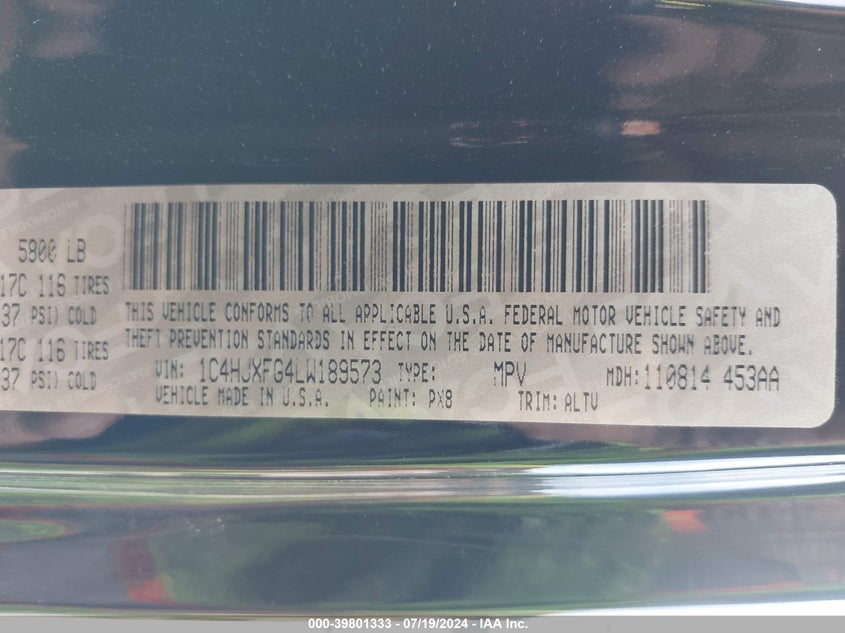 5800 LB
17C 116 TIRES
37 PSI) COLD
17C 116 TIRES
37 PSI) COLD
THIS VEHICLE CONFORMS TO ALL APPLICABLE U.S.A. FEDERAL MOTOR VEHICLE SAFETY AND
THEFT PREVENTION STANDARDS IN EFFECT ON THE DATE OF MANUFACTURE SHOWN ABOVE.
VIN: 1C4HJXFG4LW189573 TYPE: MPV MDH: 110814 453AA
VEHICLE MADE IN U.S.A. PAINT: PX8 TRIM: ALTV
000-39801333 - 07/19/2024 - IAA Inc.